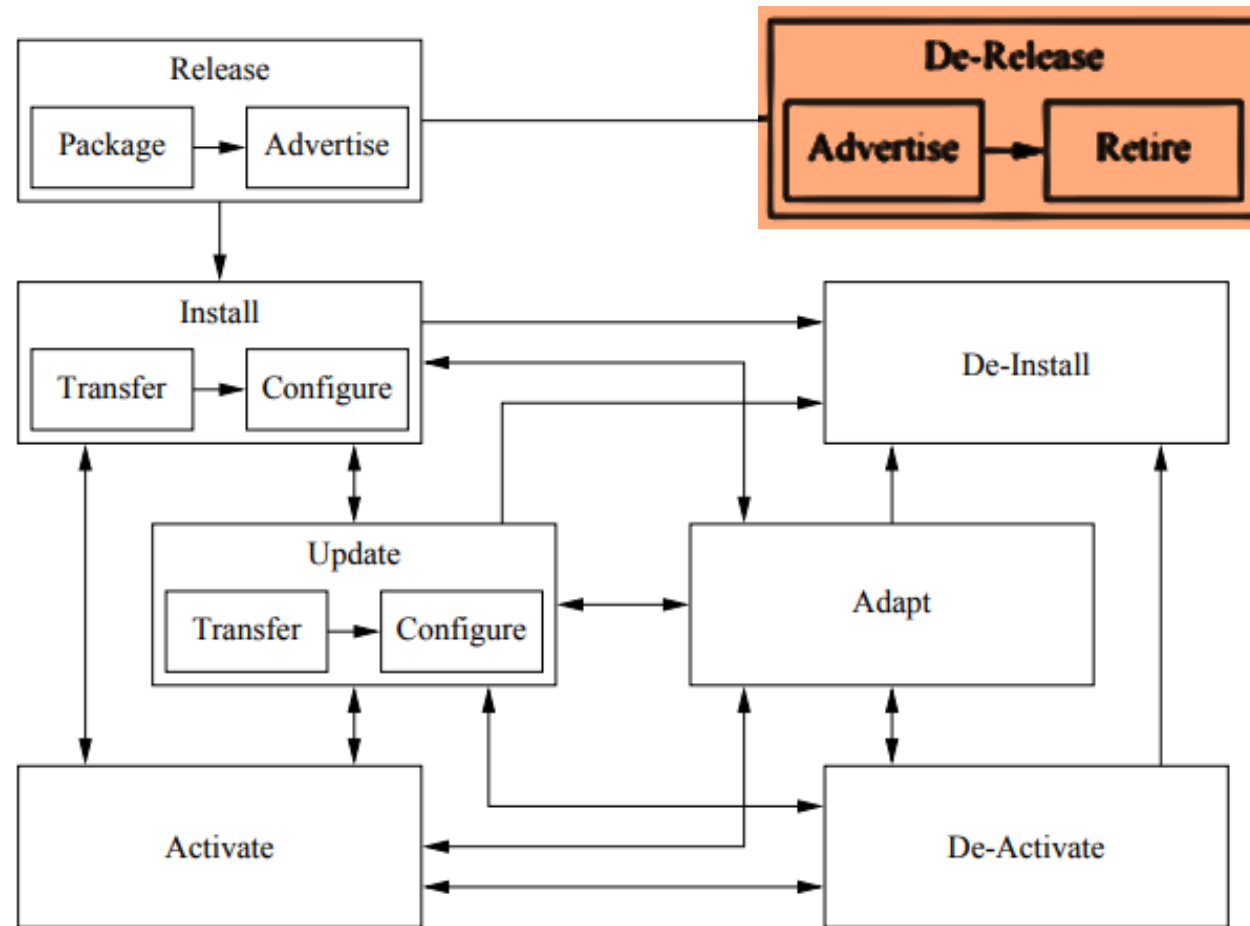 Release
Package
Advertise
De-Release
Advertise
Retire
Install
Transfer
Configure
De-Install
Update
Transfer
Configure
Adapt
Activate
De-Activate